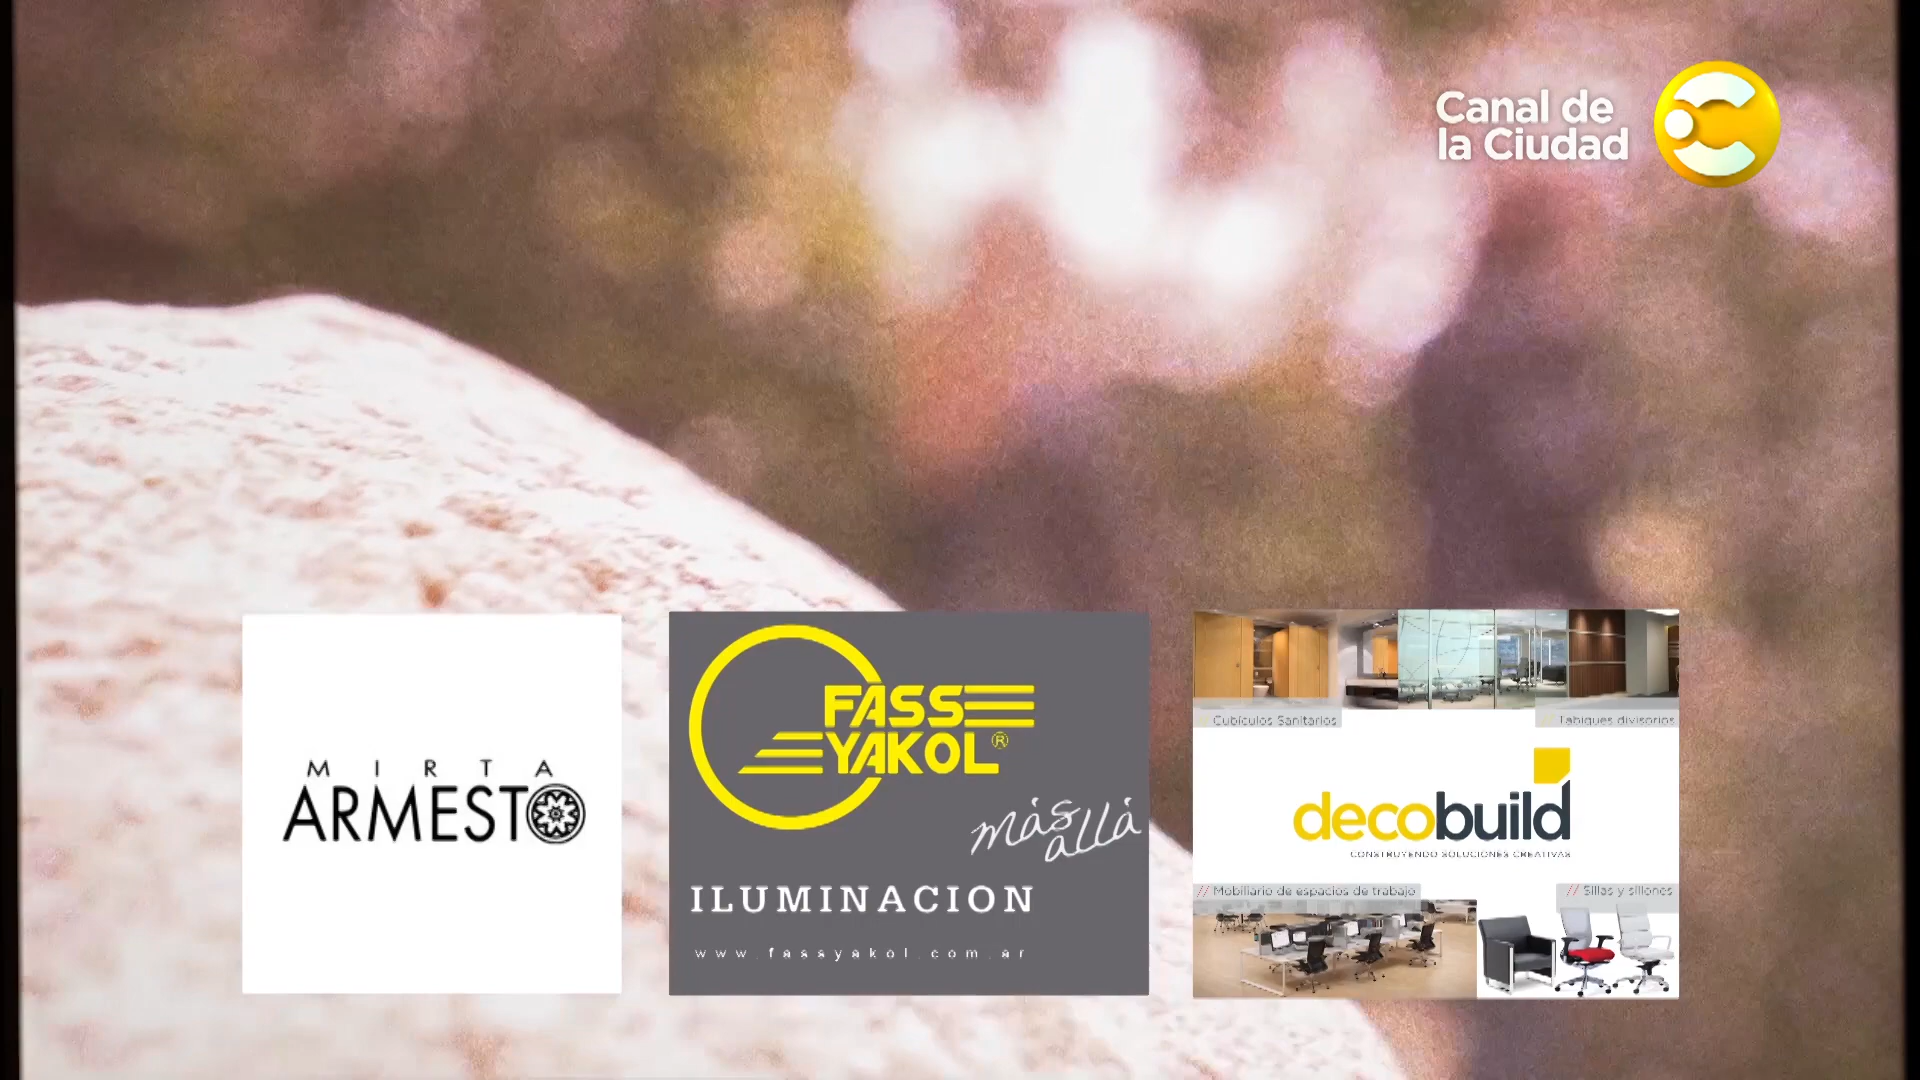 Canal de
la Ciudad
MIRTA
ARMESTO
FASS
YAKOL®
más
allá
ILUMINACION
www.fassyakol.com.ar
// Cubículos Sanitarios
// Tabiques divisorios
decobuild
CONSTRUYENDO SOLUCIONES CREATIVAS
// Mobiliario de espacios de trabajo
// Sillas y sillones